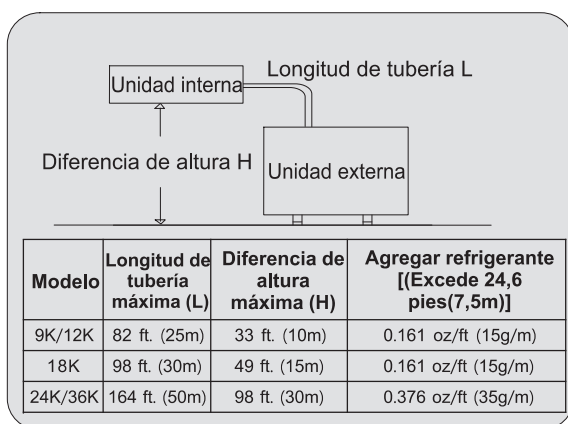 Longitud de tubería L
Unidad interna
Diferencia de altura H
Unidad externa
Modelo
Longitud de
tubería
máxima (L)
Diferencia de
altura
máxima (H)
Agregar refrigerante
[(Excede 24,6
pies(7,5m)]
9K/12K 82 ft. (25m) 33 ft. (10m) 0.161 oz/ft (15g/m)
18K 98 ft. (30m) 49 ft. (15m) 0.161 oz/ft (15g/m)
24K/36K 164 ft. (50m) 98 ft. (30m) 0.376 oz/ft (35g/m)